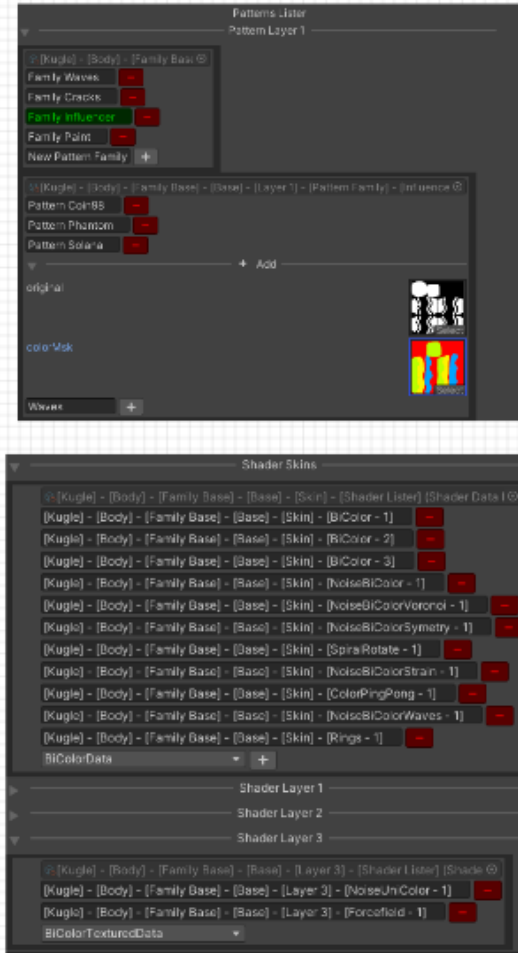 Patterns Lister
Pattern Layer 1
[Kugle] - [Body] - [Family Bas
Family Waves
Family Cracks
Family Influencer
Family Paint
New Pattern Family +
[Kugle] - [Body] - [Family Base] - [Base] - [Layer 1] - [Pattern Family] - [Influence
Pattern Coin98
Pattern Phantom
Pattern Solana
+ Add
original
Select
colorMsk
Select
Waves +
Shader Skins
[Kugle] - [Body] - [Family Base] - [Base] - [Skin] - [Shader Lister] (Shader Data
[Kugle] - [Body] - [Family Base] - [Base] - [Skin] - [BiColor - 1]
[Kugle] - [Body] - [Family Base] - [Base] - [Skin] - [BiColor - 2]
[Kugle] - [Body] - [Family Base] - [Base] - [Skin] - [BiColor - 3]
[Kugle] - [Body] - [Family Base] - [Base] - [Skin] - [NoiseBiColor - 1]
[Kugle] - [Body] - [Family Base] - [Base] - [Skin] - [NoiseBiColorVoronoi - 1]
[Kugle] - [Body] - [Family Base] - [Base] - [Skin] - [NoiseBiColorSymetry - 1]
[Kugle] - [Body] - [Family Base] - [Base] - [Skin] - [SpiralRotate - 1]
[Kugle] - [Body] - [Family Base] - [Base] - [Skin] - [NoiseBiColorStrain - 1]
[Kugle] - [Body] - [Family Base] - [Base] - [Skin] - [ColorPingPong - 1]
[Kugle] - [Body] - [Family Base] - [Base] - [Skin] - [NoiseBiColorWaves - 1]
[Kugle] - [Body] - [Family Base] - [Base] - [Skin] - [Rings - 1]
BiColorData +
Shader Layer 1
Shader Layer 2
Shader Layer 3
[Kugle] - [Body] - [Family Base] - [Base] - [Layer 3] - [Shader Lister] (Shade
[Kugle] - [Body] - [Family Base] - [Base] - [Layer 3] - [NoiseUniColor - 1]
[Kugle] - [Body] - [Family Base] - [Base] - [Layer 3] - [Forcefield - 1]
BiColorTexturedData